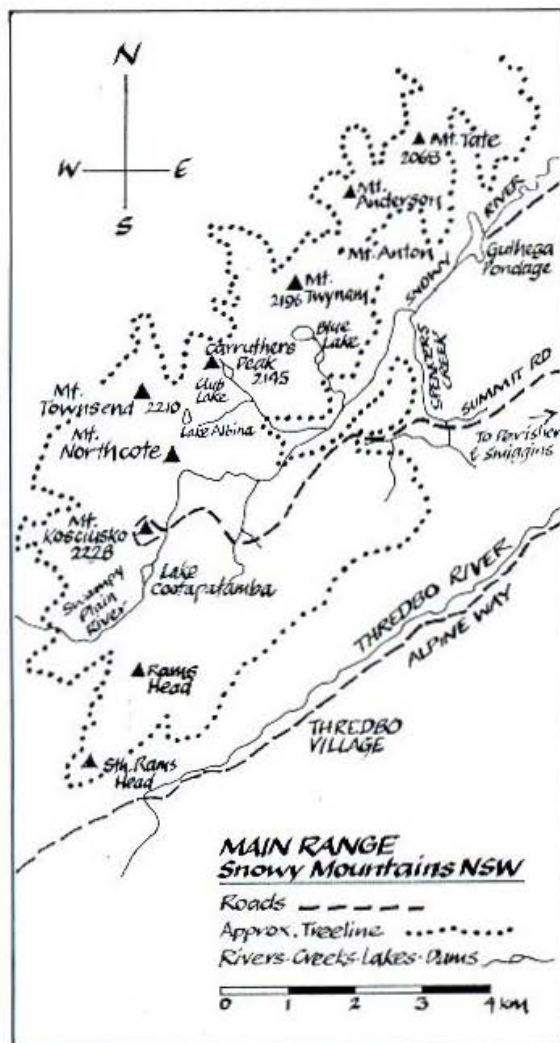 N
W
E
S
Mt. Tate
2068
Mt.
Anderson
Mt. Anton
SNOWY RIVER
Guthega
Pondage
Mt.
Twynam
2196
Blue
Lake
SPENCERS
CREEK
SUMMIT RD
To Perisher
& Smiggins
Carruthers
Peak
2145
Club
Lake
Mt.
Townsend
2210
Lake Albina
Mt.
Northcote
Mt.
Kosciusko
2228
Lake
Cootapatamba
Swampy
Plain
River
THREDBO RIVER
ALPINE WAY
Rams
Head
THREDBO
VILLAGE
Sth. Rams
Head
MAIN RANGE
Snowy Mountains NSW
Roads
Approx. Treeline
Rivers-Creeks-Lakes-Dams
0 1 2 3 4 km